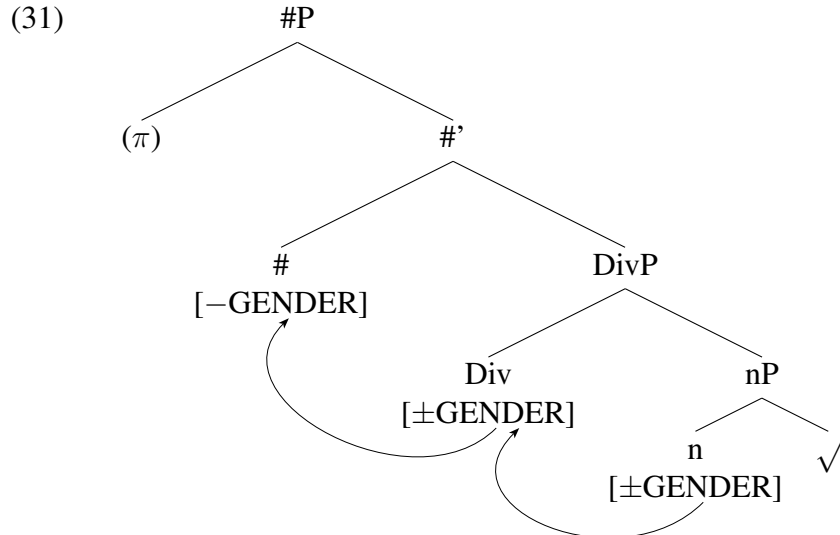 (31) #P
(π) #’
# DivP
[−GENDER]
Div nP
[±GENDER]
n √
[±GENDER]